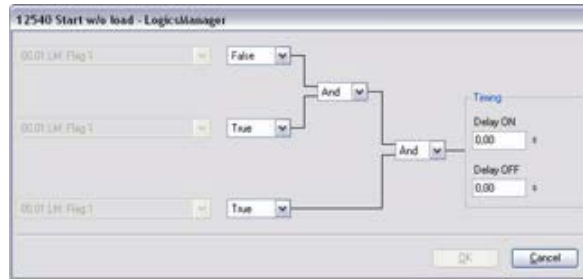 12540 Start w/o load - LogicsManager
00.01 LM: Flag 1
False
And
Timing
Delay ON
00.01 LM: Flag 1
True
0,00 s
And
Delay OFF
0,00 s
00.01 LM: Flag 1
True
OK
Cancel